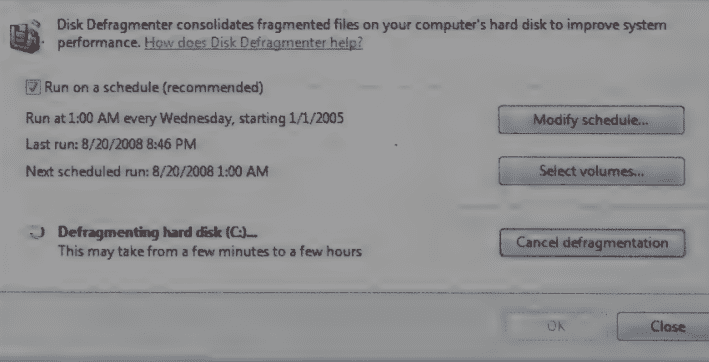 Disk Defragmenter consolidates fragmented files on your computer's hard disk to improve system
performance. How does Disk Defragmenter help?
Run on a schedule (recommended)
Run at 1:00 AM every Wednesday, starting 1/1/2005
Modify schedule...
Last run: 8/20/2008 8:46 PM
Next scheduled run: 8/20/2008 1:00 AM
Select volumes...
Defragmenting hard disk (C:)...
This may take from a few minutes to a few hours
Cancel defragmentation
OK
Close